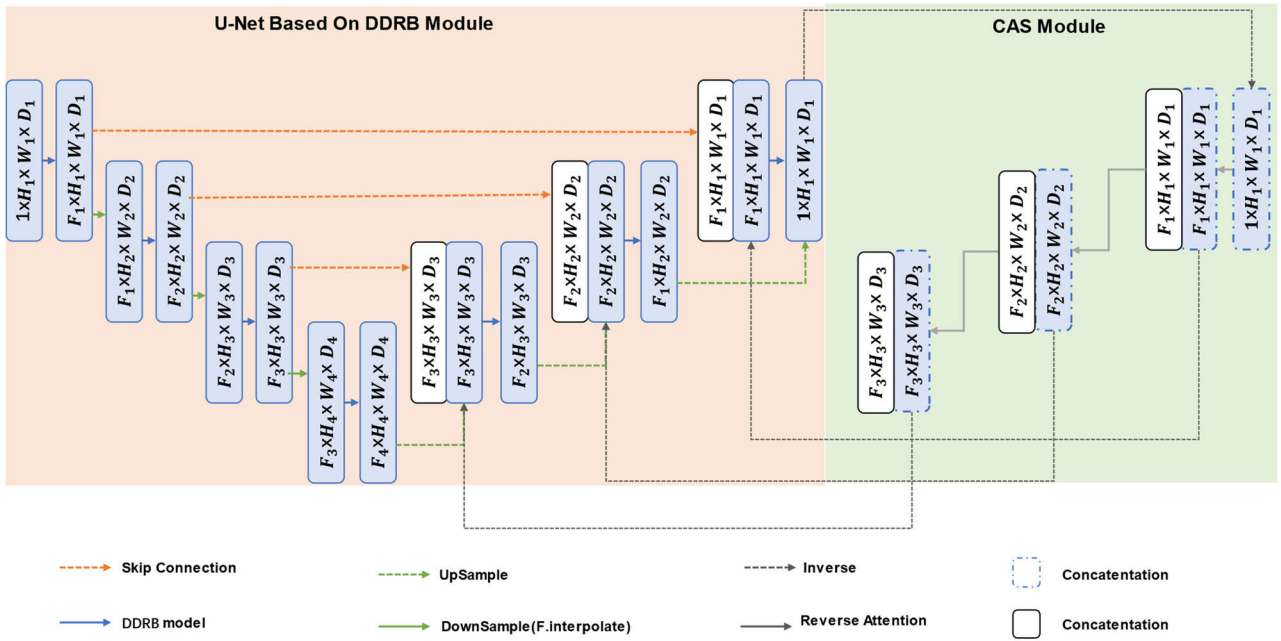 U-Net Based On DDRB Module
CAS Module
1×H₁× W₁× D₁
F₁×H₁× W₁× D₁
F₁×H₂× W₂× D₂
F₂×H₂× W₂× D₂
F₂×H₃× W₃× D₃
F₃×H₃× W₃× D₃
F₃×H₄× W₄× D₄
F₄×H₄× W₄× D₄
F₃×H₃× W₃× D₃
F₃×H₃× W₃× D₃
F₂×H₃× W₃× D₃
F₂×H₂× W₂× D₂
F₂×H₂× W₂× D₂
F₁×H₂× W₂× D₂
F₁×H₁× W₁× D₁
F₁×H₁× W₁× D₁
1×H₁× W₁× D₁
F₃×H₃× W₃× D₃
F₃×H₃× W₃× D₃
F₂×H₂× W₂× D₂
F₂×H₂× W₂× D₂
F₁×H₁× W₁× D₁
F₁×H₁× W₁× D₁
1×H₁× W₁× D₁
Skip Connection
UpSample
Inverse
Concatentation
DDRB model
DownSample(F.interpolate)
Reverse Attention
Concatentation